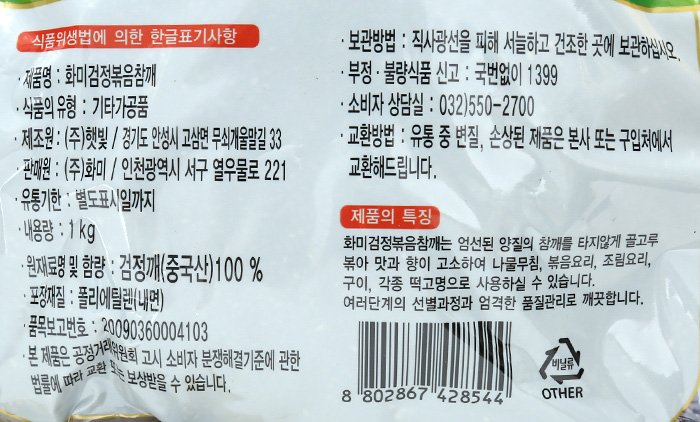 식품위생법에 의한 한글표기사항
· 제품명 : 화미검정볶음참깨
· 식품의 유형 : 기타가공품
· 제조원 : (주)햇빛 / 경기도 안성시 고삼면 무쇠개울말길 33
· 판매원 : (주)화미 / 인천광역시 서구 열우물로 221
· 유통기한 : 별도표시일까지
· 내용량 : 1 kg
· 원재료명 및 함량 : 검정깨(중국산)100 %
· 포장재질 : 폴리에틸렌(내면)
· 품목보고번호 : 20090360004103
· 본 제품은 공정거래위원회 고시 소비자 분쟁해결기준에 관한
법률에 따라 교환 또는 보상받을 수 있습니다.
· 보관방법 : 직사광선을 피해 서늘하고 건조한 곳에 보관하십시오.
· 부정 · 불량식품 신고 : 국번없이 1399
· 소비자 상담실 : 032)550-2700
· 교환방법 : 유통 중 변질, 손상된 제품은 본사 또는 구입처에서
교환해드립니다.
제품의 특징
화미검정볶음참깨는 엄선된 양질의 참깨를 타지않게 골고루
볶아 맛과 향이 고소하여 나물무침, 볶음요리, 조림요리,
구이, 각종 떡고명으로 사용하실 수 있습니다.
여러단계의 선별과정과 엄격한 품질관리로 깨끗합니다.
8 802867 428544
비닐류
OTHER